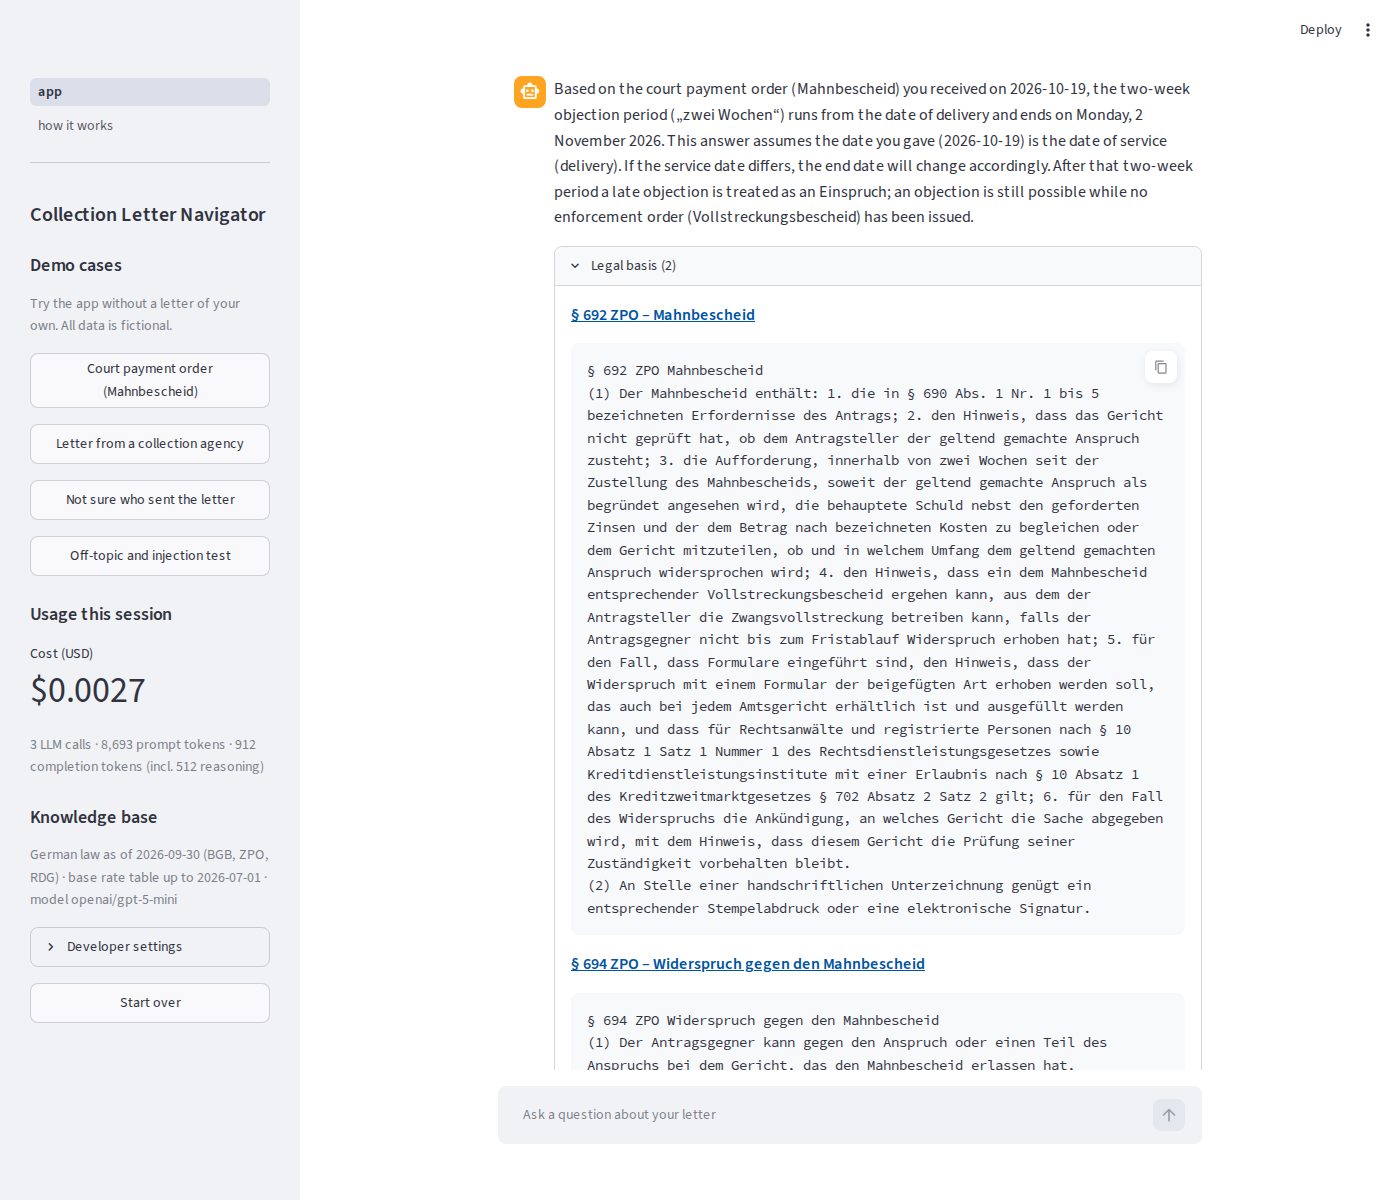 Deploy
app
how it works
Collection Letter Navigator
Demo cases
Try the app without a letter of your
own. All data is fictional.
Court payment order
(Mahnbescheid)
Letter from a collection agency
Not sure who sent the letter
Off-topic and injection test
Usage this session
Cost (USD)
$0.0027
3 LLM calls · 8,693 prompt tokens · 912
completion tokens (incl. 512 reasoning)
Knowledge base
German law as of 2026-09-30 (BGB, ZPO,
RDG) · base rate table up to 2026-07-01 ·
model openai/gpt-5-mini
Developer settings
Start over
Based on the court payment order (Mahnbescheid) you received on 2026-10-19, the two-week
objection period („zwei Wochen“) runs from the date of delivery and ends on Monday, 2
November 2026. This answer assumes the date you gave (2026-10-19) is the date of service
(delivery). If the service date differs, the end date will change accordingly. After that two-week
period a late objection is treated as an Einspruch; an objection is still possible while no
enforcement order (Vollstreckungsbescheid) has been issued.
Legal basis (2)
§ 692 ZPO – Mahnbescheid
§ 692 ZPO Mahnbescheid
(1) Der Mahnbescheid enthält: 1. die in § 690 Abs. 1 Nr. 1 bis 5
bezeichneten Erfordernisse des Antrags; 2. den Hinweis, dass das Gericht
nicht geprüft hat, ob dem Antragsteller der geltend gemachte Anspruch
zusteht; 3. die Aufforderung, innerhalb von zwei Wochen seit der
Zustellung des Mahnbescheids, soweit der geltend gemachte Anspruch als
begründet angesehen wird, die behauptete Schuld nebst den geforderten
Zinsen und der dem Betrag nach bezeichneten Kosten zu begleichen oder
dem Gericht mitzuteilen, ob und in welchem Umfang dem geltend gemachten
Anspruch widersprochen wird; 4. den Hinweis, dass ein dem Mahnbescheid
entsprechender Vollstreckungsbescheid ergehen kann, aus dem der
Antragsteller die Zwangsvollstreckung betreiben kann, falls der
Antragsgegner nicht bis zum Fristablauf Widerspruch erhoben hat; 5. für
den Fall, dass Formulare eingeführt sind, den Hinweis, dass der
Widerspruch mit einem Formular der beigefügten Art erhoben werden soll,
das auch bei jedem Amtsgericht erhältlich ist und ausgefüllt werden
kann, und dass für Rechtsanwälte und registrierte Personen nach § 10
Absatz 1 Satz 1 Nummer 1 des Rechtsdienstleistungsgesetzes sowie
Kreditdienstleistungsinstitute mit einer Erlaubnis nach § 10 Absatz 1
des Kreditzweitmarktgesetzes § 702 Absatz 2 Satz 2 gilt; 6. für den Fall
des Widerspruchs die Ankündigung, an welches Gericht die Sache abgegeben
wird, mit dem Hinweis, dass diesem Gericht die Prüfung seiner
Zuständigkeit vorbehalten bleibt.
(2) An Stelle einer handschriftlichen Unterzeichnung genügt ein
entsprechender Stempelabdruck oder eine elektronische Signatur.
§ 694 ZPO – Widerspruch gegen den Mahnbescheid
§ 694 ZPO Widerspruch gegen den Mahnbescheid
(1) Der Antragsgegner kann gegen den Anspruch oder einen Teil des
Anspruchs bei dem Gericht, das den Mahnbescheid erlassen hat,
Ask a question about your letter